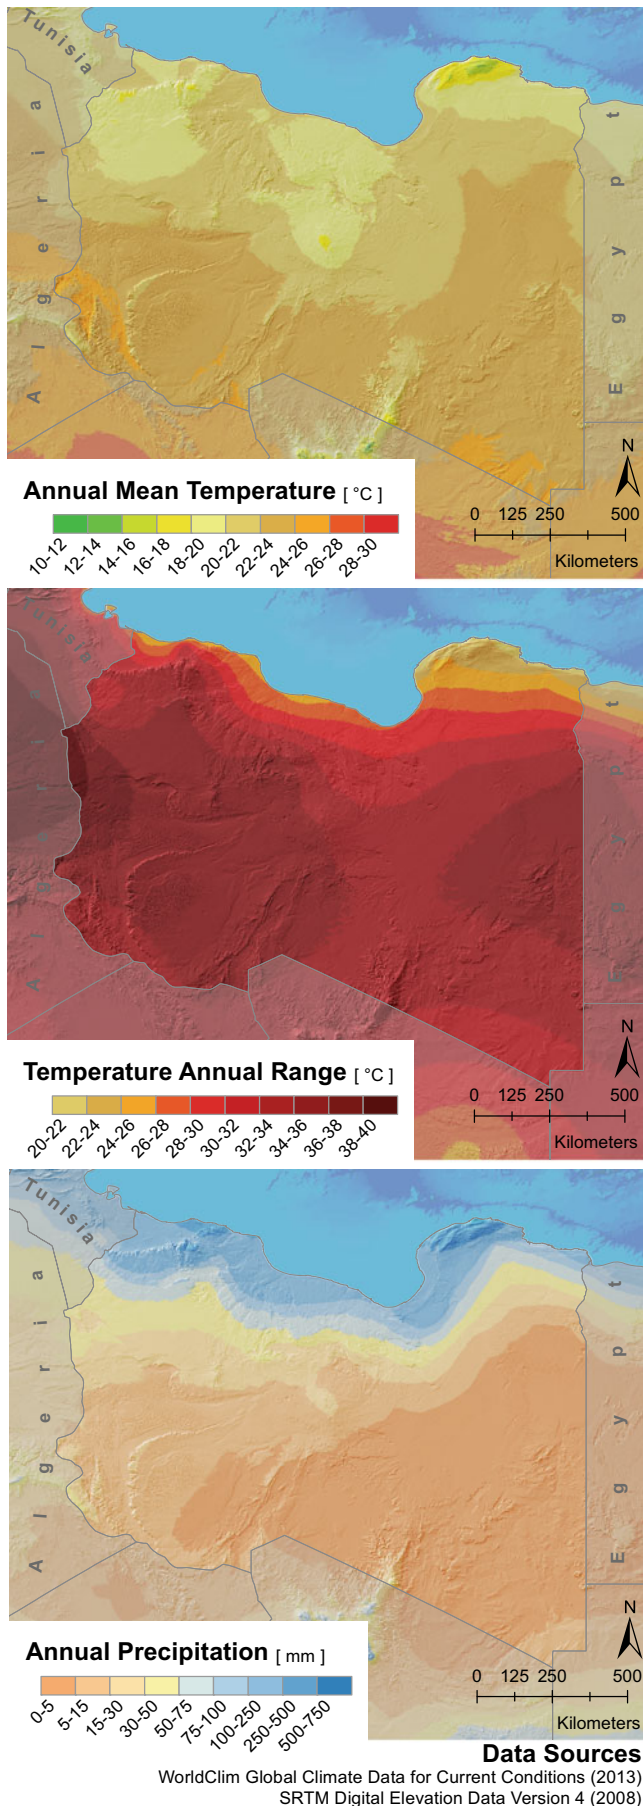 Tunisia
Algeria
Egypt
N
Annual Mean Temperature [ °C ]
10-12 12-14 14-16 16-18 18-20 20-22 22-24 24-26 26-28 28-30
0 125 250 500
Kilometers
Tunisia
Algeria
Egypt
N
Temperature Annual Range [ °C ]
20-22 22-24 24-26 26-28 28-30 30-32 32-34 34-36 36-38 38-40
0 125 250 500
Kilometers
Tunisia
Algeria
Egypt
N
Annual Precipitation [ mm ]
0-5 5-15 15-30 30-50 50-75 75-100 100-250 250-500 500-750
0 125 250 500
Kilometers
Data Sources
WorldClim Global Climate Data for Current Conditions (2013)
SRTM Digital Elevation Data Version 4 (2008)